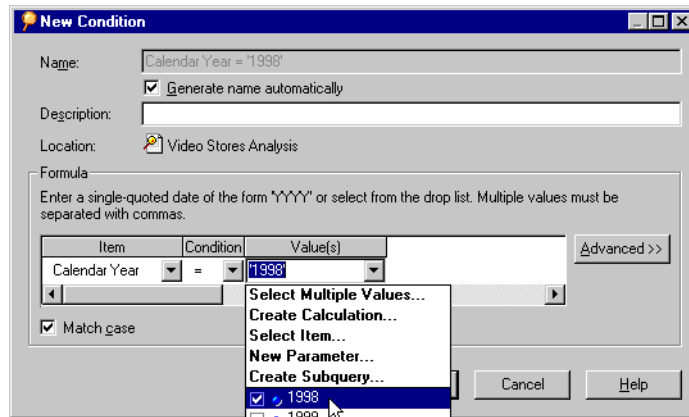 New Condition
Name: Calendar Year = '1998'
Generate name automatically
Description:
Location: Video Stores Analysis
Formula
Enter a single-quoted date of the form 'YYYY' or select from the drop list. Multiple values must be
separated with commas.
Item Condition Value(s)
Advanced >>
Calendar Year = '1998'
Select Multiple Values...
Create Calculation...
Match case
Select Item...
New Parameter...
Create Subquery...
Cancel Help
1998
1999